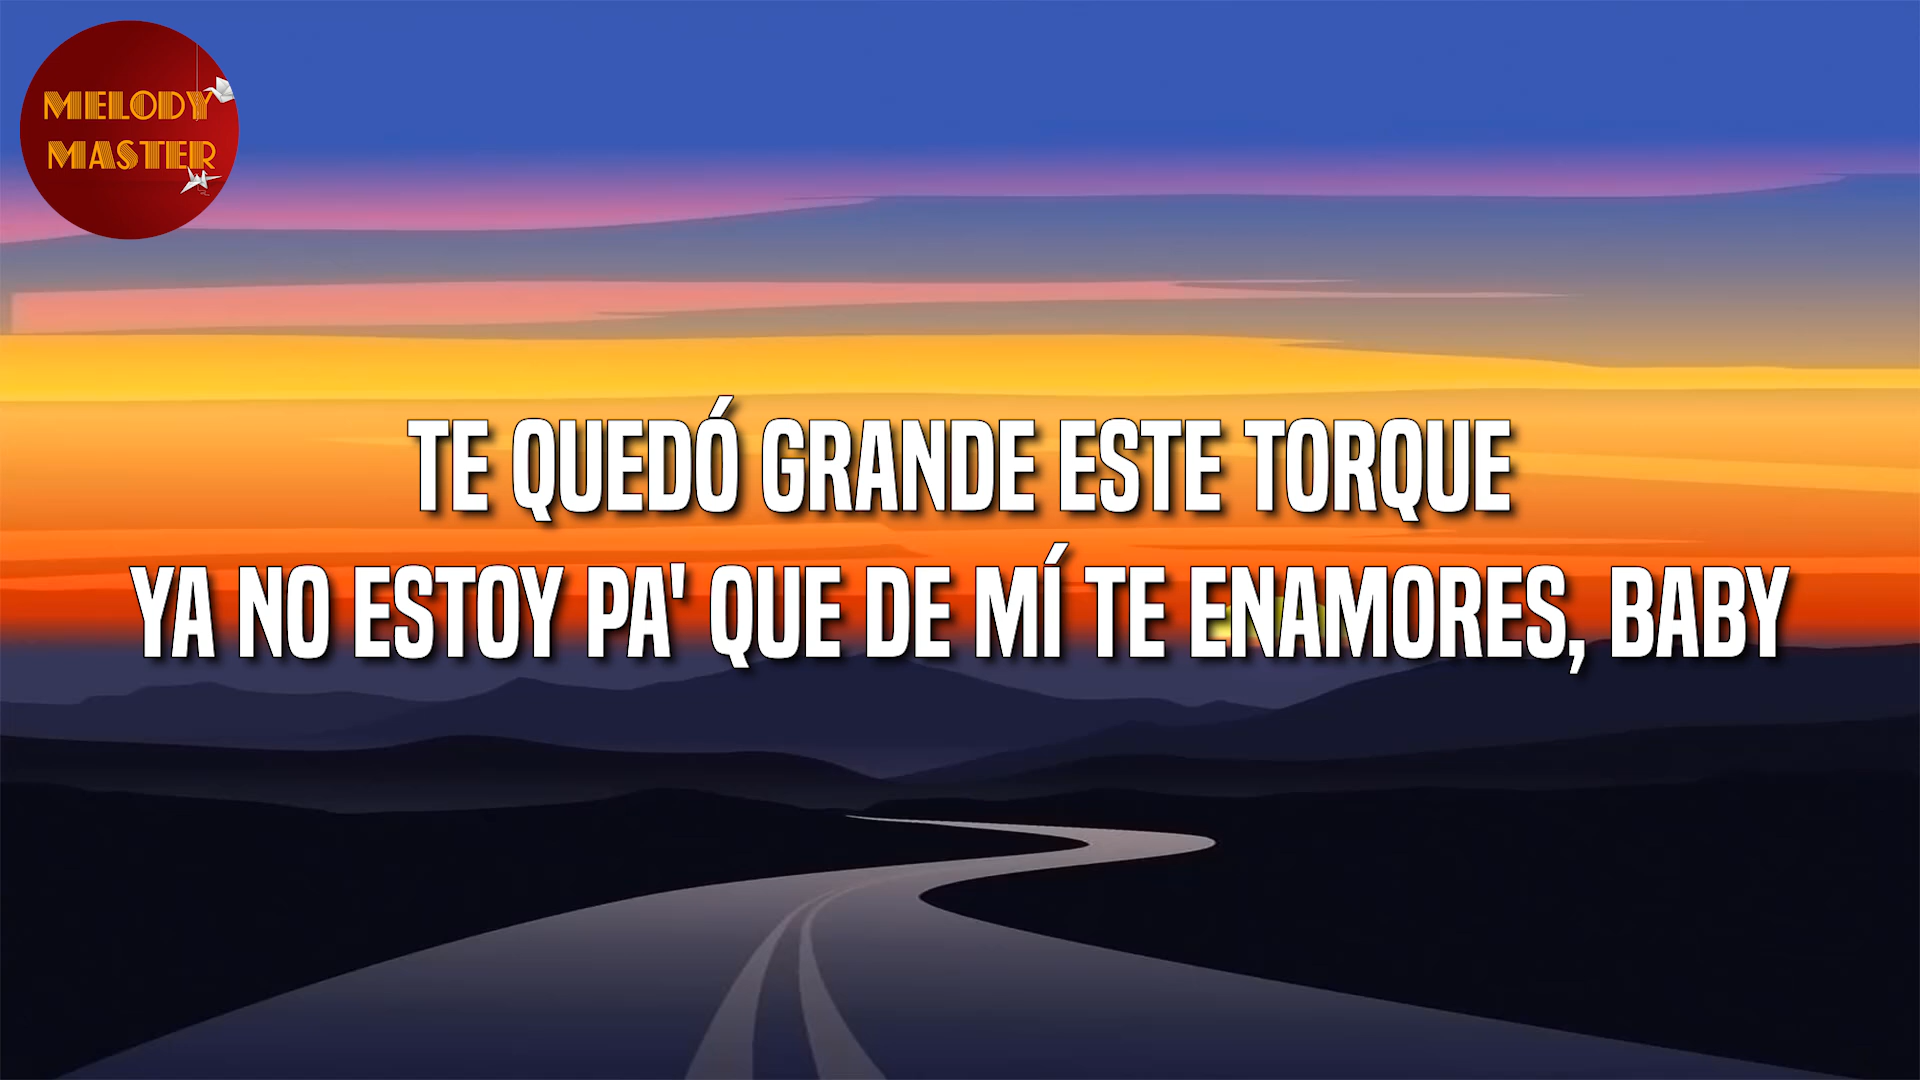 MELODY
MASTER
TE QUEDÓ GRANDE ESTE TORQUE
YA NO ESTOY PA' QUE DE MÍ TE ENAMORES, BABY